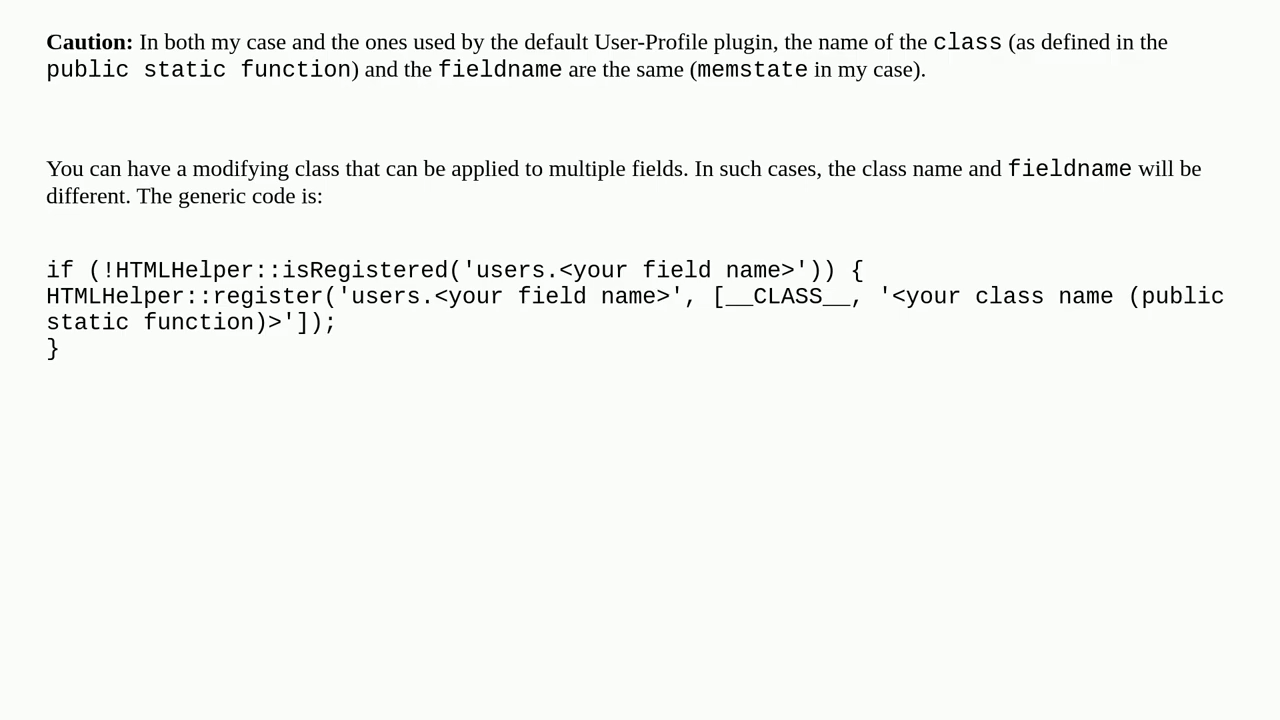 Caution: In both my case and the ones used by the default User-Profile plugin, the name of the class (as defined in the
public static function) and the fieldname are the same (memstate in my case).
You can have a modifying class that can be applied to multiple fields. In such cases, the class name and fieldname will be
different. The generic code is:
if (!HTMLHelper::isRegistered('users.<your field name>')) {
HTMLHelper::register('users.<your field name>', [__CLASS__, '<your class name (public
static function)>']);
}